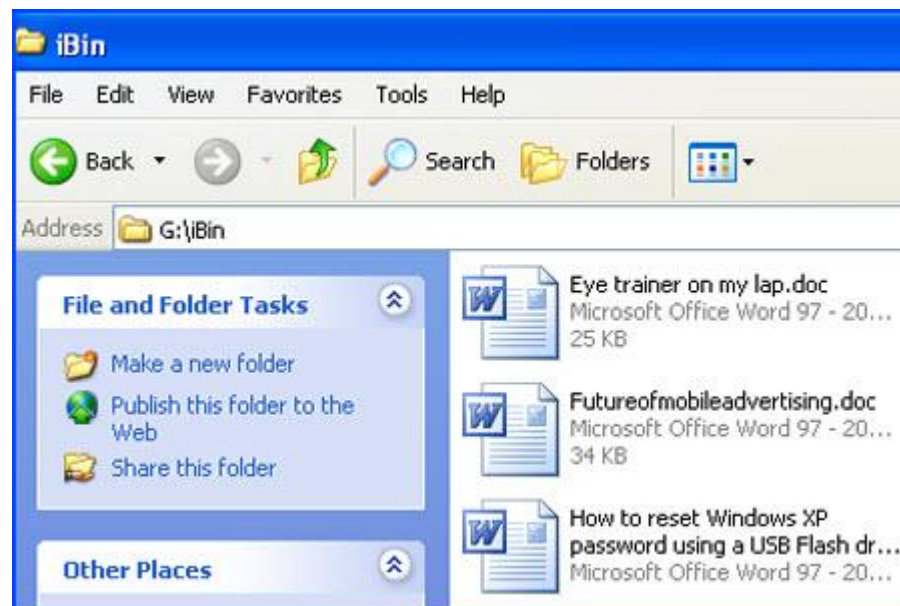 iBin
File Edit View Favorites Tools Help
Back Search Folders
Address G:\iBin
File and Folder Tasks
Make a new folder
Publish this folder to the
Web
Share this folder
Other Places
Eye trainer on my lap.doc
Microsoft Office Word 97 - 20...
25 KB
Futureofmobileadvertising.doc
Microsoft Office Word 97 - 20...
34 KB
How to reset Windows XP
password using a USB Flash dr...
Microsoft Office Word 97 - 20...